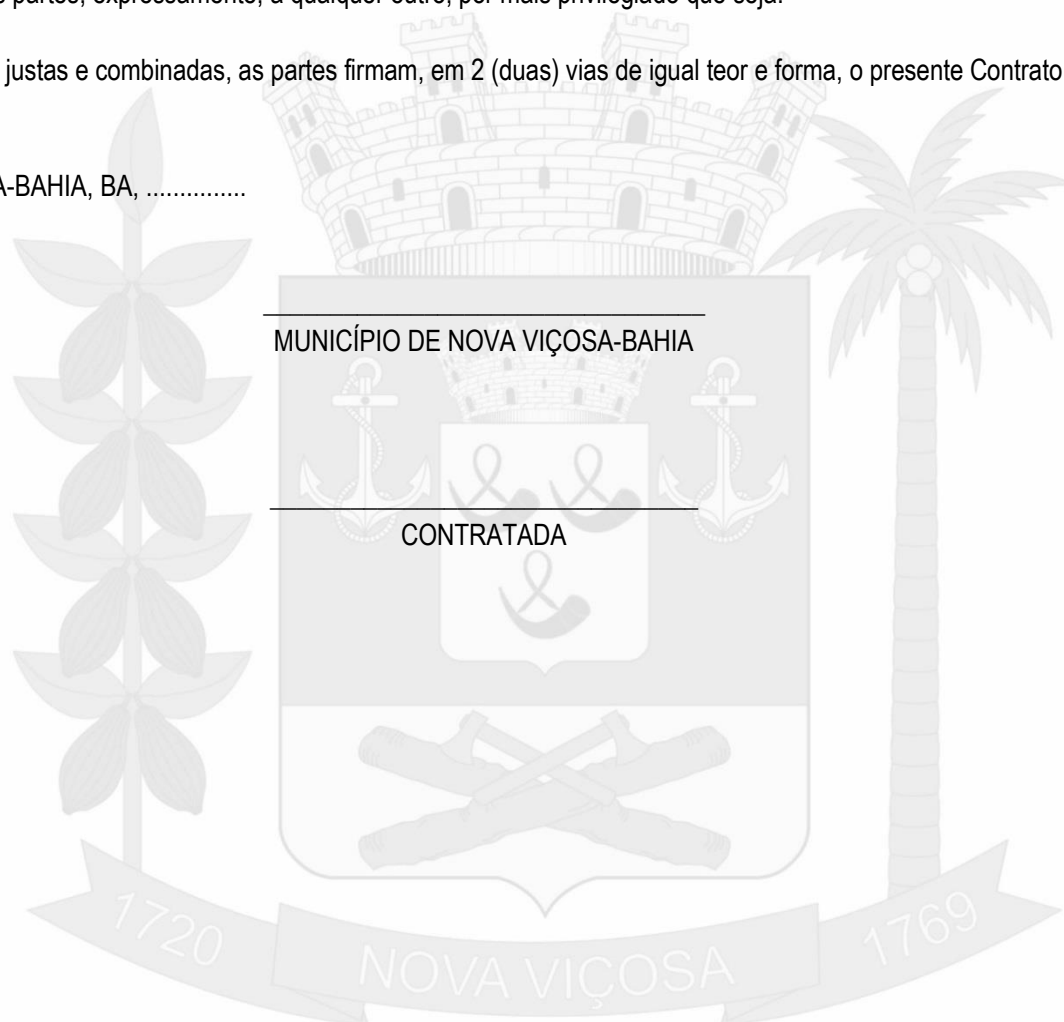 s partes, expressamente, a qualquer outro, por mais privilegiado que seja.
justas e combinadas, as partes firmam, em 2 (duas) vias de igual teor e forma, o presente Contrato
A-BAHIA, BA, ...............
MUNICÍPIO DE NOVA VIÇOSA-BAHIA
CONTRATADA
1720
NOVA VIÇOSA
1769